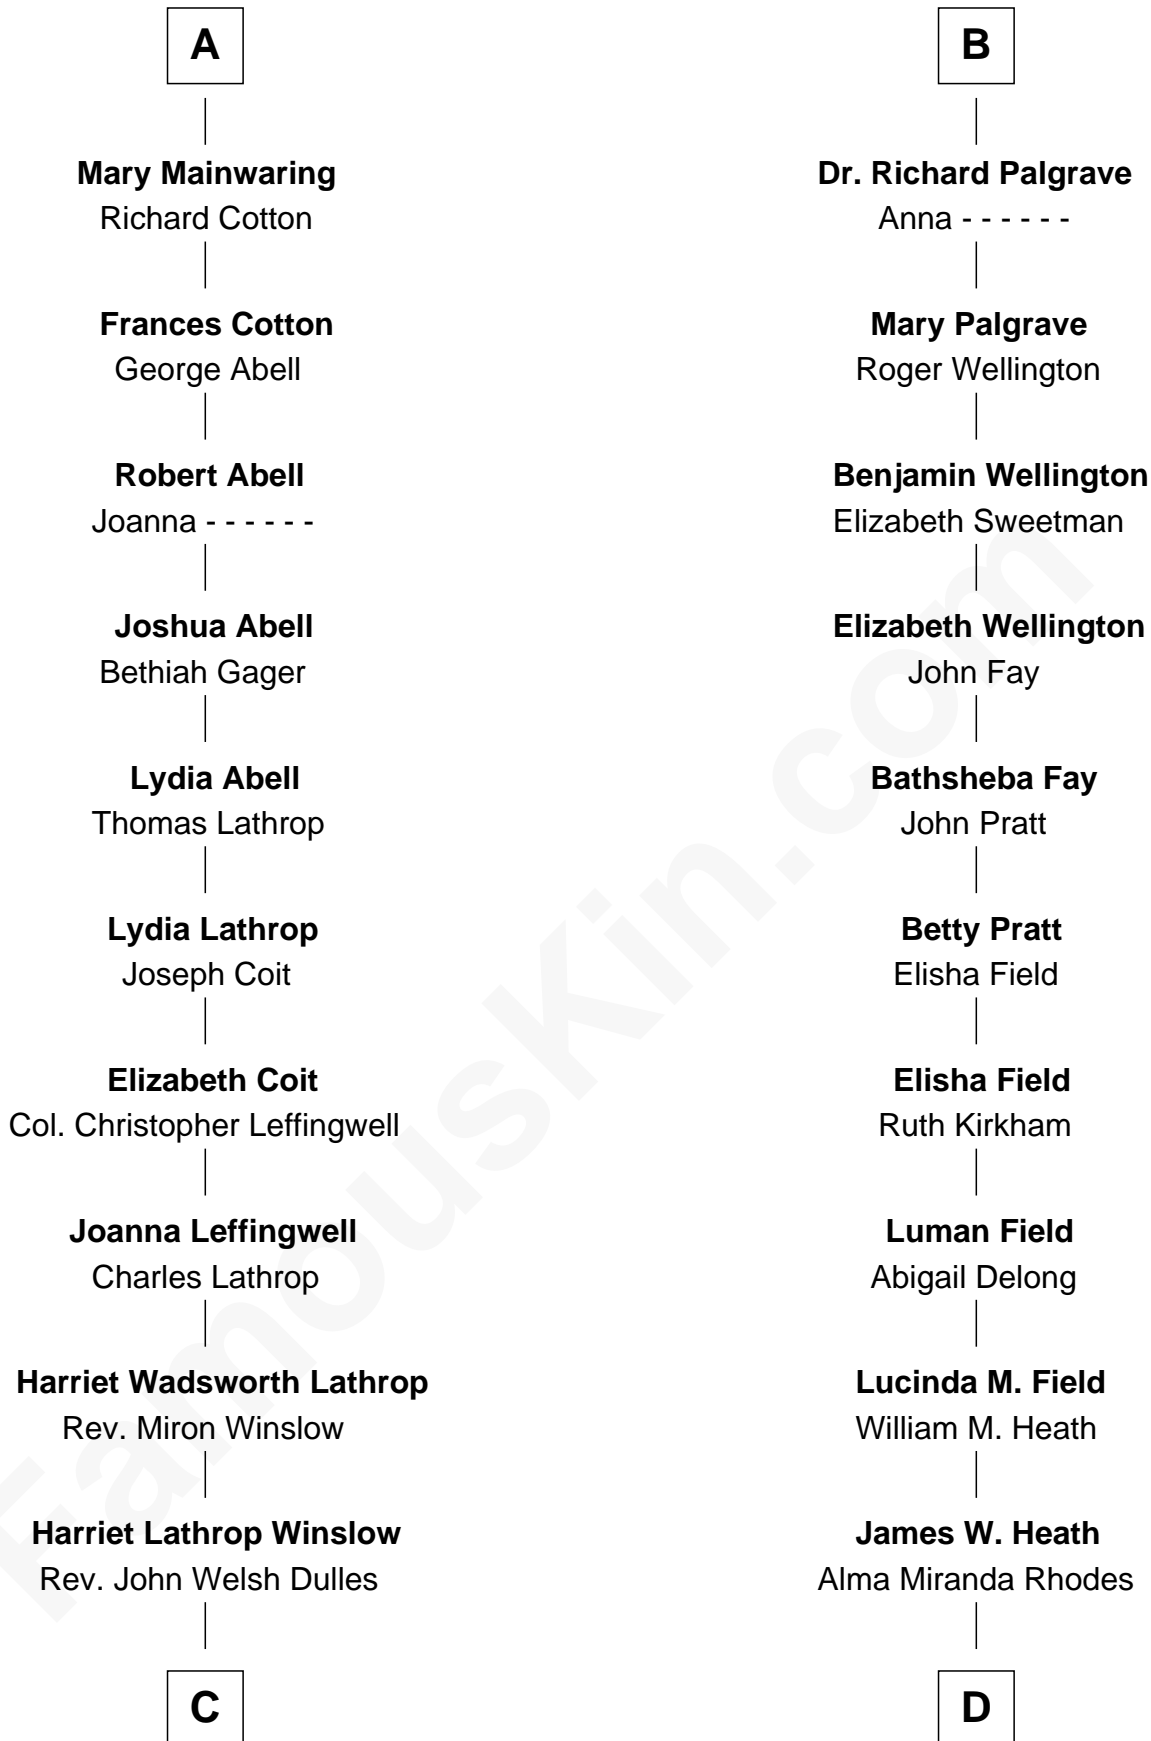 A
Mary Mainwaring
Richard Cotton
Frances Cotton
George Abell
Robert Abell
Joanna - - - - - -
Joshua Abell
Bethiah Gager
Lydia Abell
Thomas Lathrop
Lydia Lathrop
Joseph Coit
Elizabeth Coit
Col. Christopher Leffingwell
Joanna Leffingwell
Charles Lathrop
Harriet Wadsworth Lathrop
Rev. Miron Winslow
Harriet Lathrop Winslow
Rev. John Welsh Dulles
C
B
Dr. Richard Palgrave
Anna - - - - - -
Mary Palgrave
Roger Wellington
Benjamin Wellington
Elizabeth Sweetman
Elizabeth Wellington
John Fay
Bathsheba Fay
John Pratt
Betty Pratt
Elisha Field
Elisha Field
Ruth Kirkham
Luman Field
Abigail Delong
Lucinda M. Field
William M. Heath
James W. Heath
Alma Miranda Rhodes
D
FamousKin.com